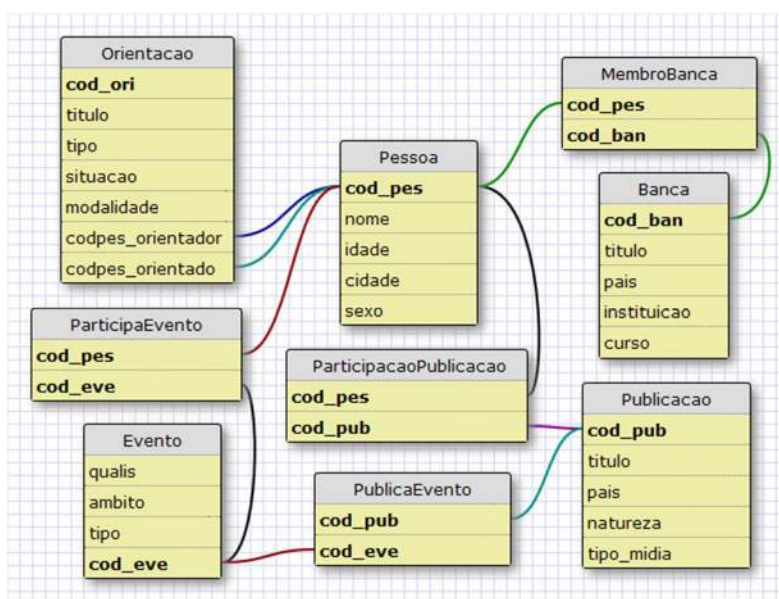 Orientacao
cod_ori
titulo
tipo
situacao
modalidade
codpes_orientador
codpes_orientado
Pessoa
cod_pes
nome
idade
cidade
sexo
MembroBanca
cod_pes
cod_ban
Banca
cod_ban
titulo
pais
instituicao
curso
ParticipaEvento
cod_pes
cod_eve
ParticipacaoPublicacao
cod_pes
cod_pub
Publicacao
cod_pub
titulo
pais
natureza
tipo_midia
Evento
qualis
ambito
tipo
cod_eve
PublicaEvento
cod_pub
cod_eve